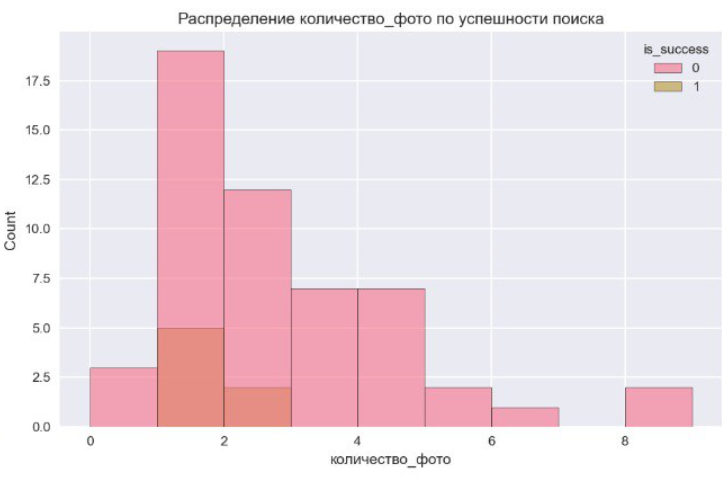 Распределение количество_фото по успешности поиска
is_success
0
1
17.5
15.0
12.5
10.0
7.5
5.0
2.5
0.0
Count
0 2 4 6 8
количество_фото